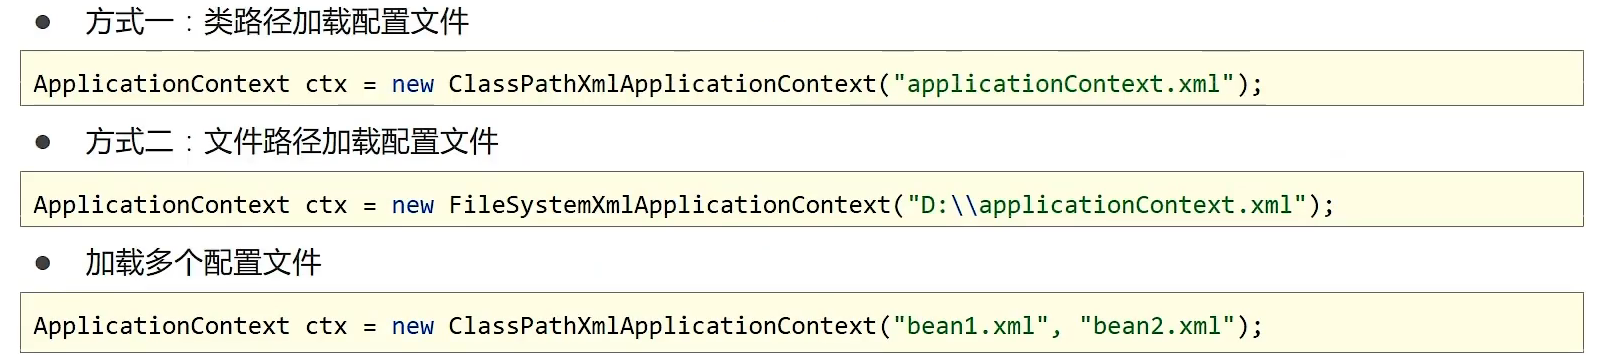 ● 方式一：类路径加载配置文件
ApplicationContext ctx = new ClassPathXmlApplicationContext("applicationContext.xml");
● 方式二：文件路径加载配置文件
ApplicationContext ctx = new FileSystemXmlApplicationContext("D:\\applicationContext.xml");
● 加载多个配置文件
ApplicationContext ctx = new ClassPathXmlApplicationContext("bean1.xml", "bean2.xml");